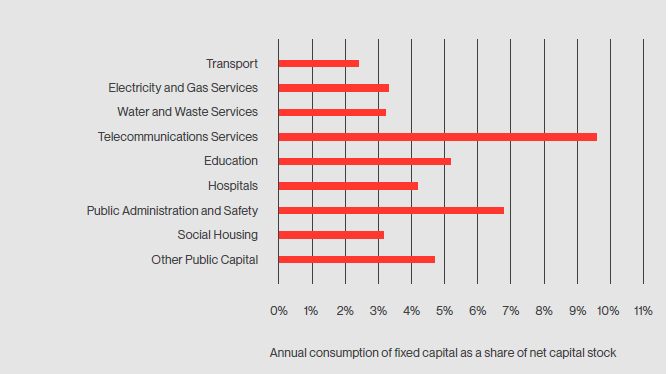 Transport
Electricity and Gas Services
Water and Waste Services
Telecommunications Services
Education
Hospitals
Public Administration and Safety
Social Housing
Other Public Capital
0% 1% 2% 3% 4% 5% 6% 7% 8% 9% 10% 11%
Annual consumption of fixed capital as a share of net capital stock